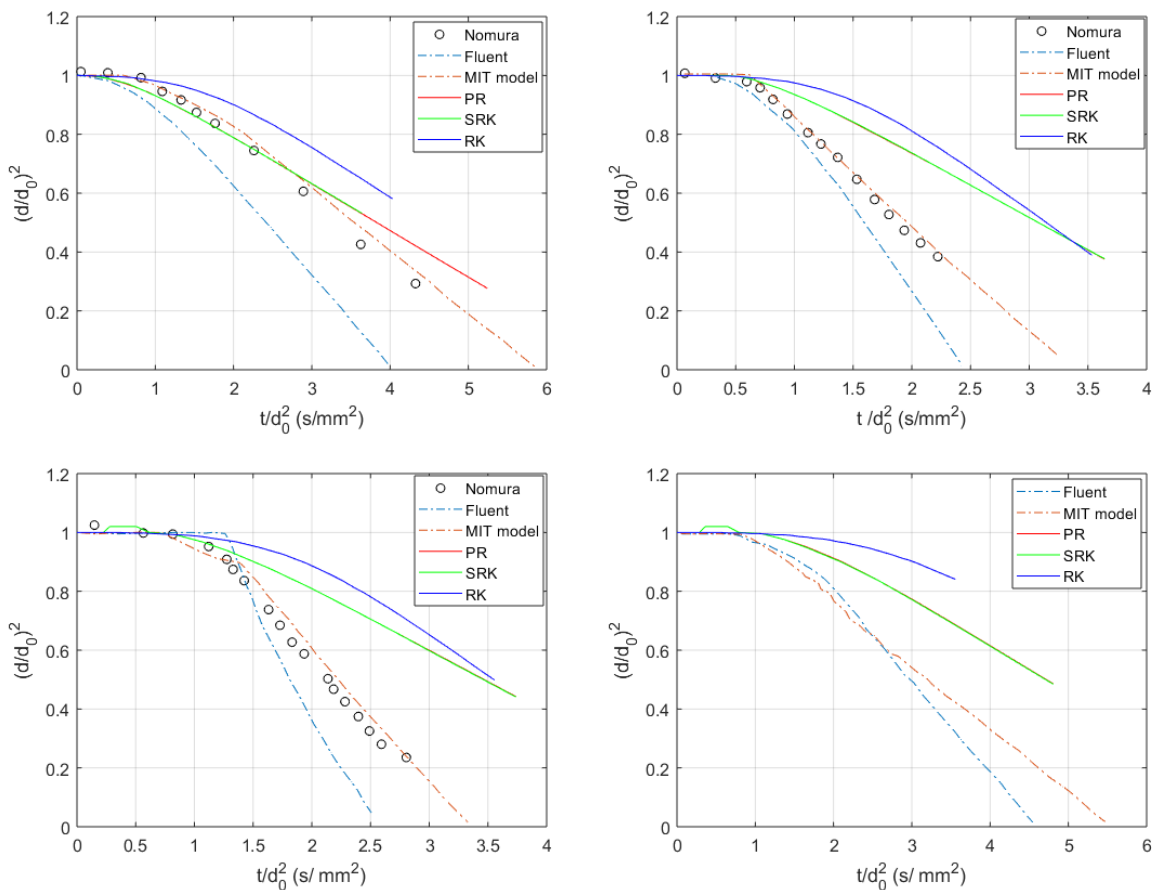 1.2
1
0.8
0.6
0.4
0.2
0
(d/d₀)²
0 1 2 3 4 5 6
t/d₀² (s/mm²)
Nomura
Fluent
MIT model
PR
SRK
RK
1.2
1
0.8
0.6
0.4
0.2
0
(d/d₀)²
0 0.5 1 1.5 2 2.5 3 3.5 4
t /d₀² (s/mm²)
Nomura
Fluent
MIT model
PR
SRK
RK
1.2
1
0.8
0.6
0.4
0.2
0
(d/d₀)²
0 0.5 1 1.5 2 2.5 3 3.5 4
t/d₀² (s/ mm²)
Nomura
Fluent
MIT model
PR
SRK
RK
1.2
1
0.8
0.6
0.4
0.2
0
(d/d₀)²
0 1 2 3 4 5 6
t/d₀² (s/ mm²)
Fluent
MIT model
PR
SRK
RK